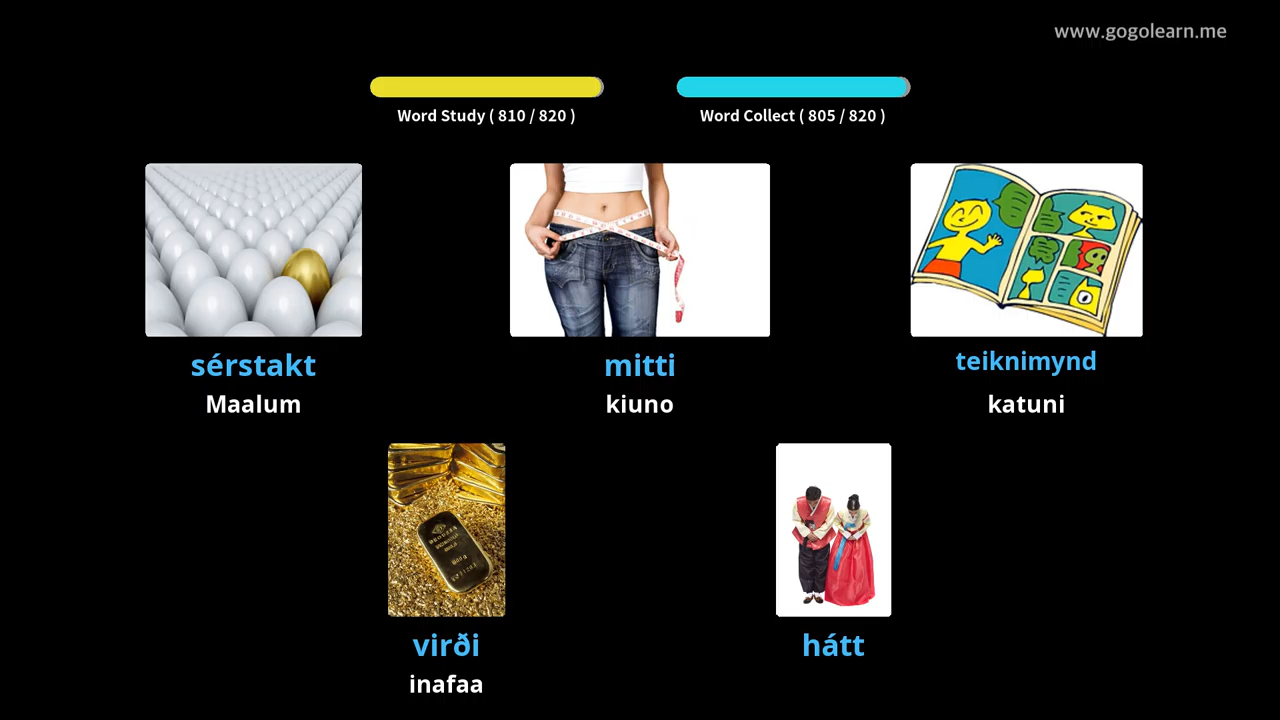 www.gogolearn.me
Word Study ( 810 / 820 )
Word Collect ( 805 / 820 )
sérstakt
Maalum
mitti
kiuno
teiknimynd
katuni
virði
inafaa
hátt